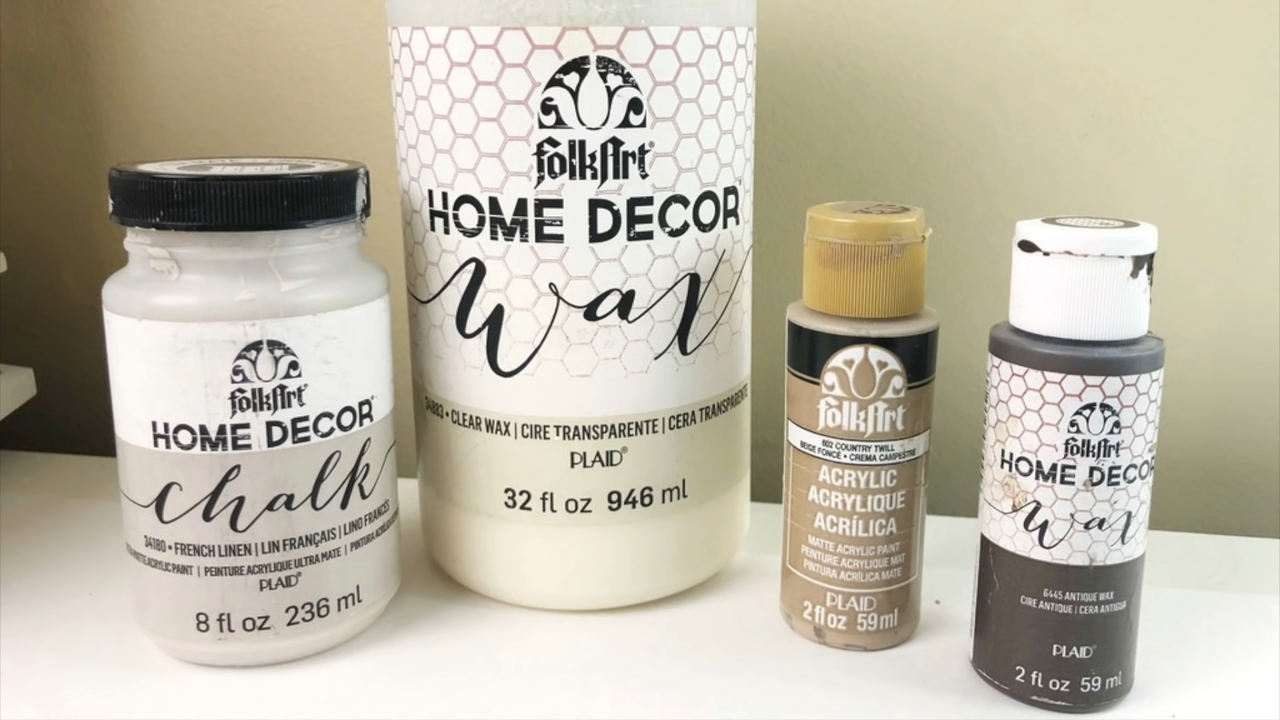 folkArt®
HOME DECOR®
chalk
34180 • FRENCH LINEN | LIN FRANÇAIS | LINO FRANCÉS
ACRYLIC PAINT | PEINTURE ACRYLIQUE ULTRA MATE | PINTURA
PLAID®
8 fl oz 236 ml
folkArt®
HOME DECOR®
Wax
34883 • CLEAR WAX | CIRE TRANSPARENTE | CERA TRANSPARENTE
PLAID®
32 fl oz 946 ml
folkArt®
602 COUNTRY TWILL
BEIGE FONCÉ • CREMA CAMPESTRE
ACRYLIC
ACRYLIQUE
ACRÍLICA
MATTE ACRYLIC PAINT
PEINTURE ACRYLIQUE MAT
PINTURA ACRÍLICA MATE
PLAID
2 fl oz 59 ml
folkArt®
HOME DECOR
Wax
6445 ANTIQUE WAX
CIRE ANTIQUE | CERA ANTIGUA
PLAID®
2 fl oz 59 ml